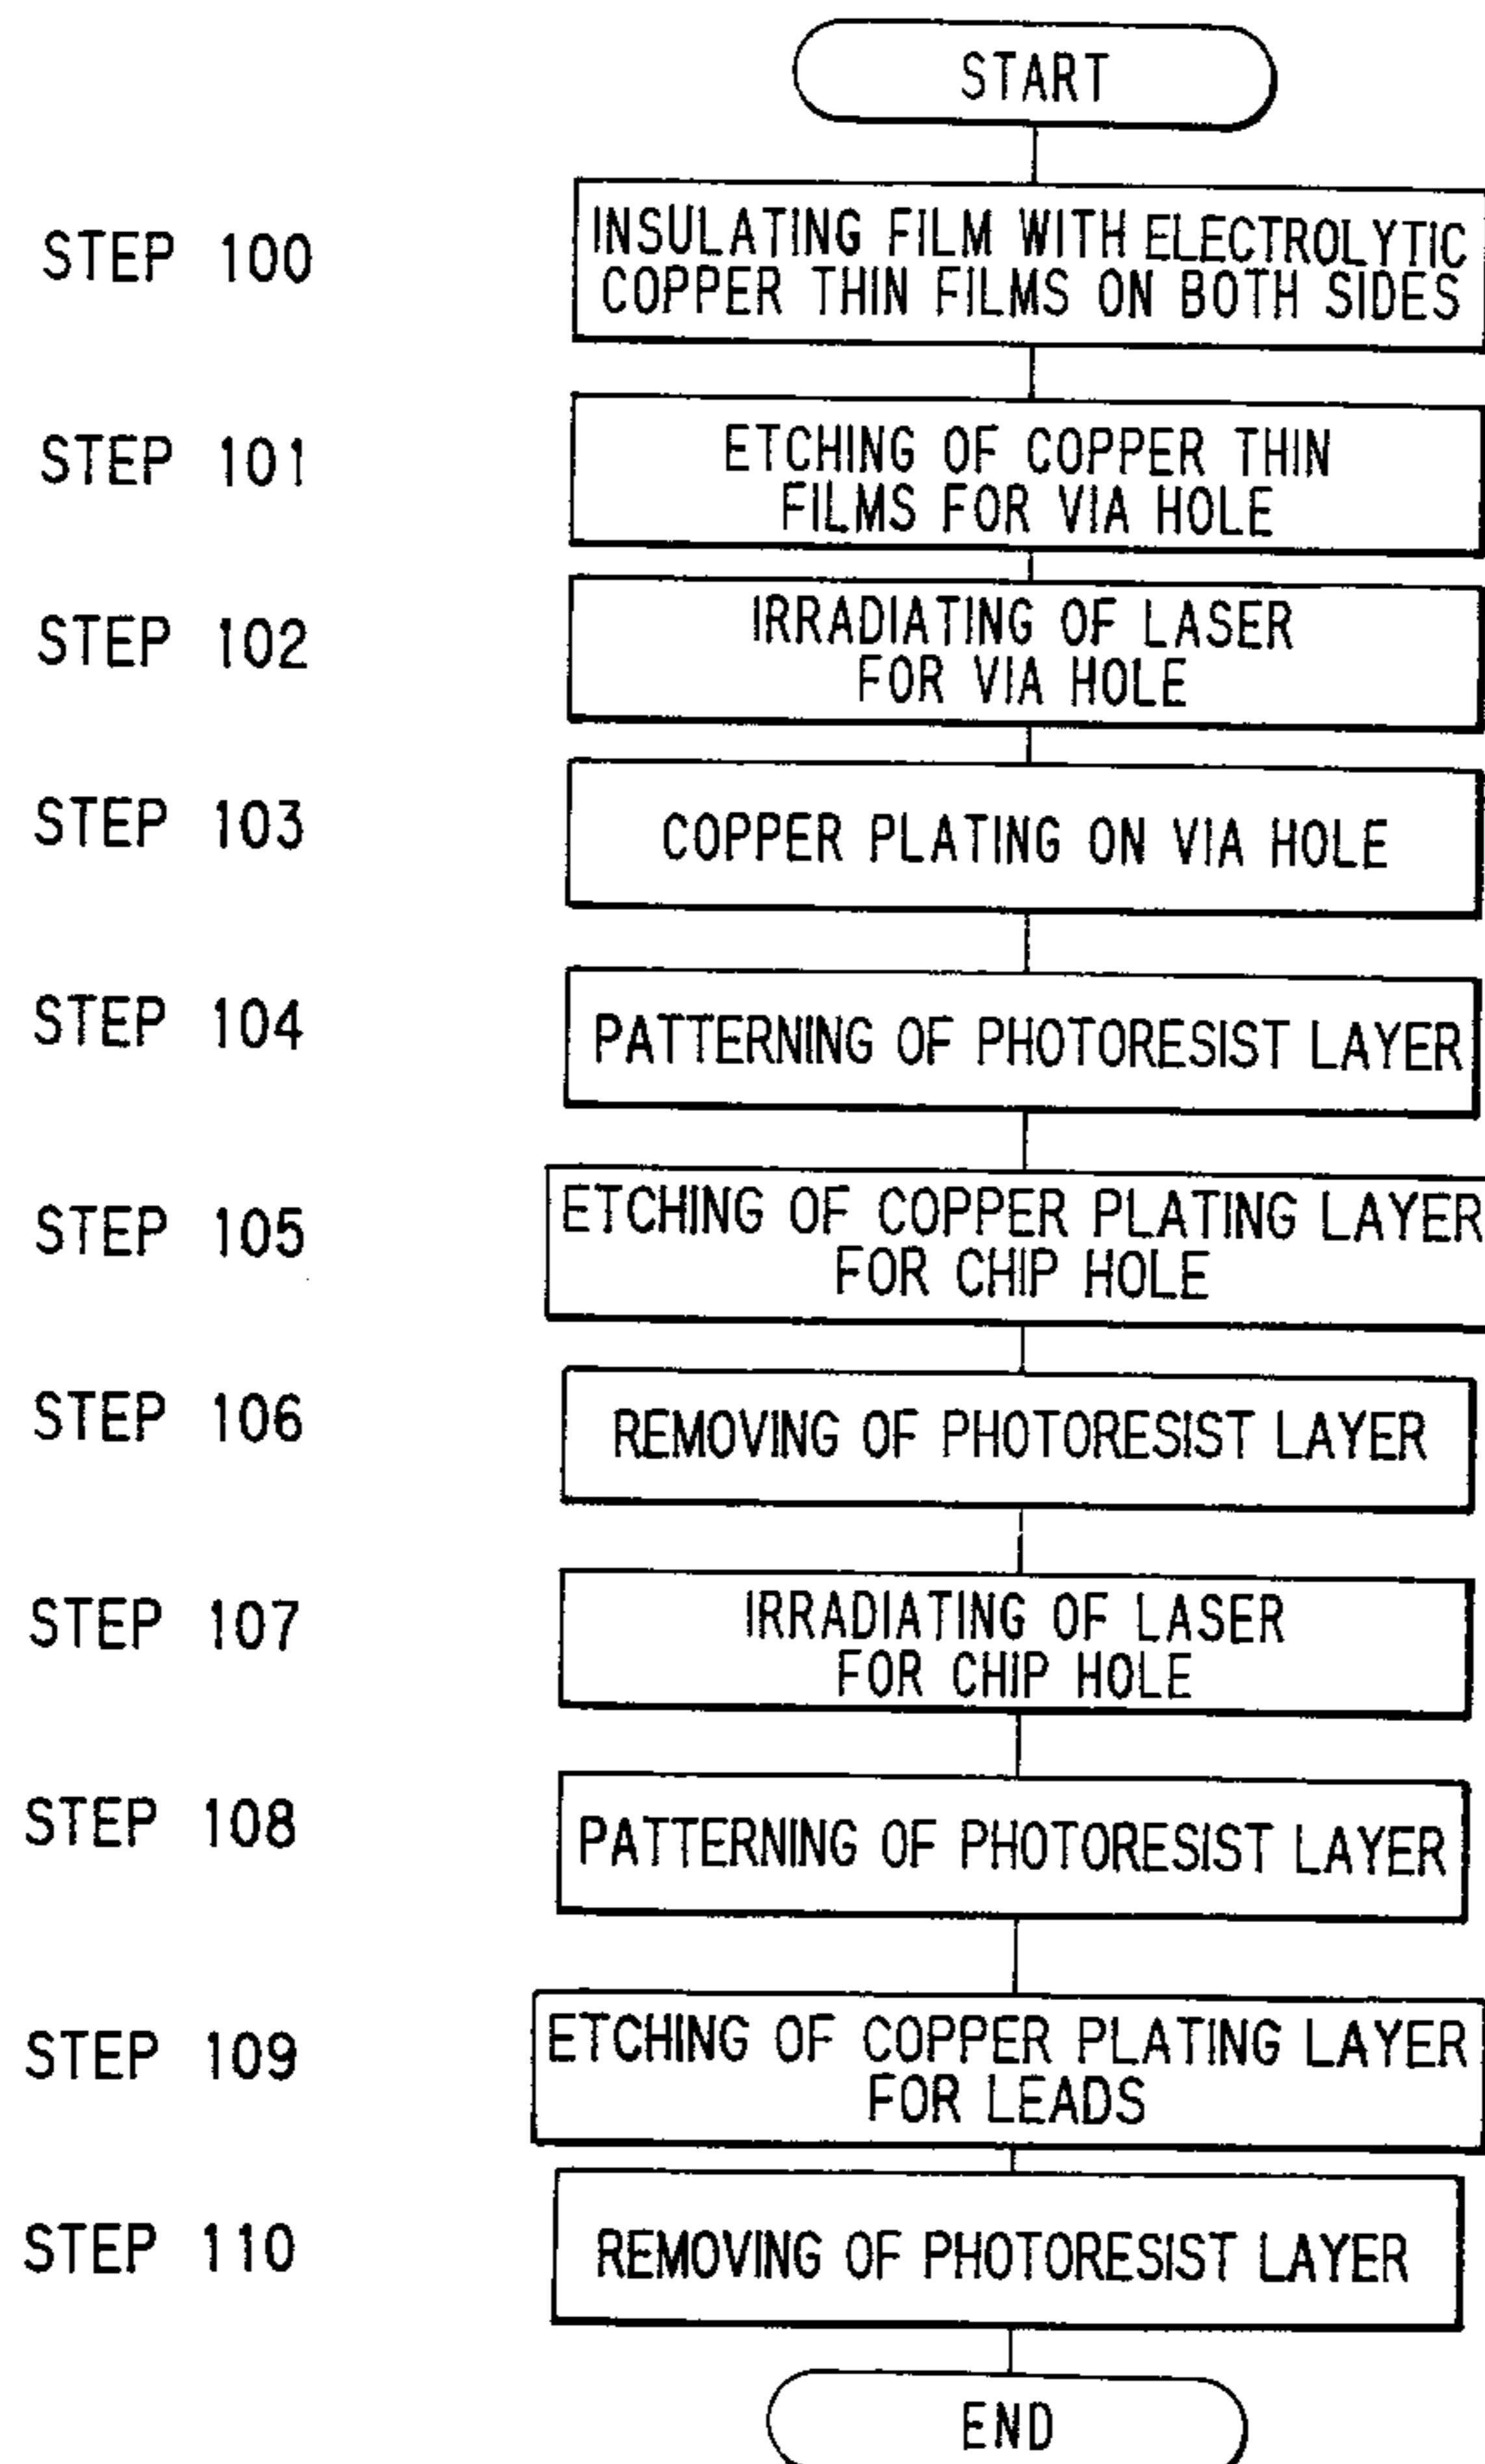 START
STEP 100
INSULATING FILM WITH ELECTROLYTIC
COPPER THIN FILMS ON BOTH SIDES
STEP 101
ETCHING OF COPPER THIN
FILMS FOR VIA HOLE
STEP 102
IRRADIATING OF LASER
FOR VIA HOLE
STEP 103
COPPER PLATING ON VIA HOLE
STEP 104
PATTERNING OF PHOTORESIST LAYER
STEP 105
ETCHING OF COPPER PLATING LAYER
FOR CHIP HOLE
STEP 106
REMOVING OF PHOTORESIST LAYER
STEP 107
IRRADIATING OF LASER
FOR CHIP HOLE
STEP 108
PATTERNING OF PHOTORESIST LAYER
STEP 109
ETCHING OF COPPER PLATING LAYER
FOR LEADS
STEP 110
REMOVING OF PHOTORESIST LAYER
END